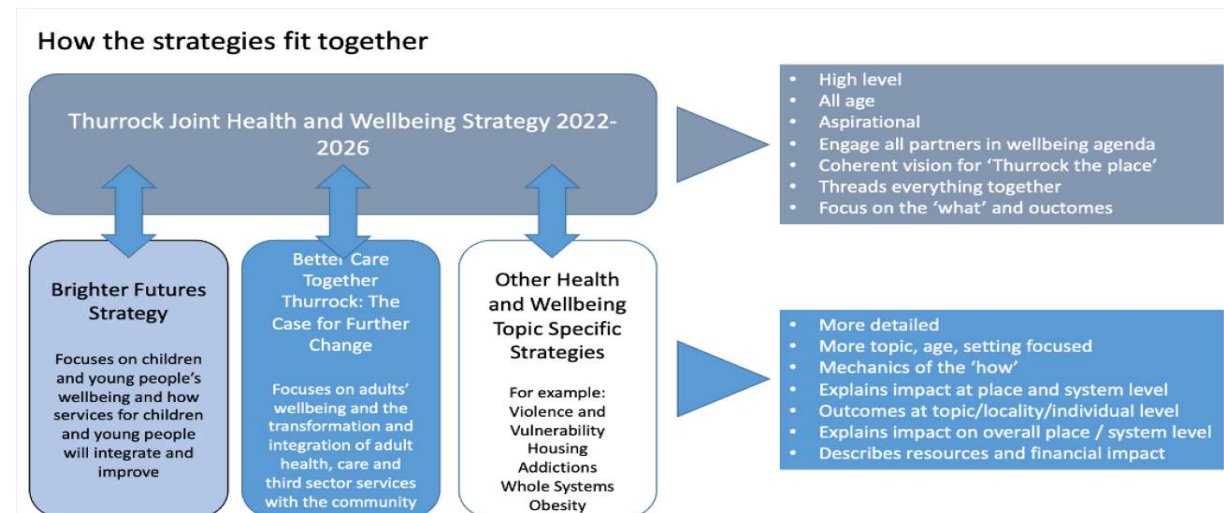 How the strategies fit together
Thurrock Joint Health and Wellbeing Strategy 2022-
2026
• High level
• All age
• Aspirational
• Engage all partners in wellbeing agenda
• Coherent vision for ‘Thurrock the place’
• Threads everything together
• Focus on the ‘what’ and ouctomes
Brighter Futures
Strategy
Focuses on children
and young people’s
wellbeing and how
services for children
and young people
will integrate and
improve
Better Care
Together
Thurrock: The
Case for Further
Change
Focuses on adults’
wellbeing and the
transformation and
integration of adult
health, care and
third sector services
with the community
Other Health
and Wellbeing
Topic Specific
Strategies
For example:
Violence and
Vulnerability
Housing
Addictions
Whole Systems
Obesity
• More detailed
• More topic, age, setting focused
• Mechanics of the ‘how’
• Explains impact at place and system level
• Outcomes at topic/locality/individual level
• Explains impact on overall place / system level
• Describes resources and financial impact